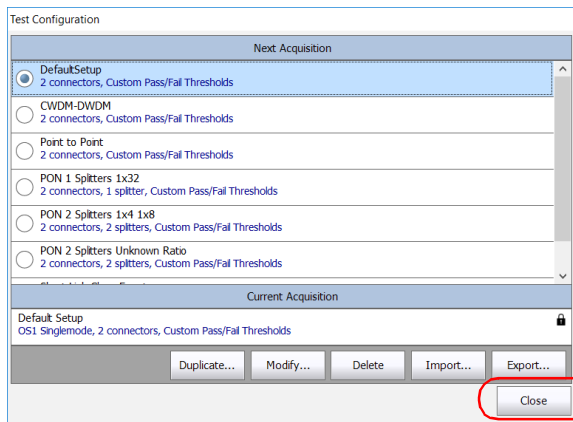 Test Configuration
Next Acquisition
DefaultSetup
2 connectors, Custom Pass/Fail Thresholds
CWDM-DWDM
2 connectors, Custom Pass/Fail Thresholds
Point to Point
2 connectors, Custom Pass/Fail Thresholds
PON 1 Splitters 1x32
2 connectors, 1 splitter, Custom Pass/Fail Thresholds
PON 2 Splitters 1x4 1x8
2 connectors, 2 splitters, Custom Pass/Fail Thresholds
PON 2 Splitters Unknown Ratio
2 connectors, 2 splitters, Custom Pass/Fail Thresholds
Current Acquisition
Default Setup
OS1 Singlemode, 2 connectors, Custom Pass/Fail Thresholds
Duplicate... Modify... Delete Import... Export...
Close